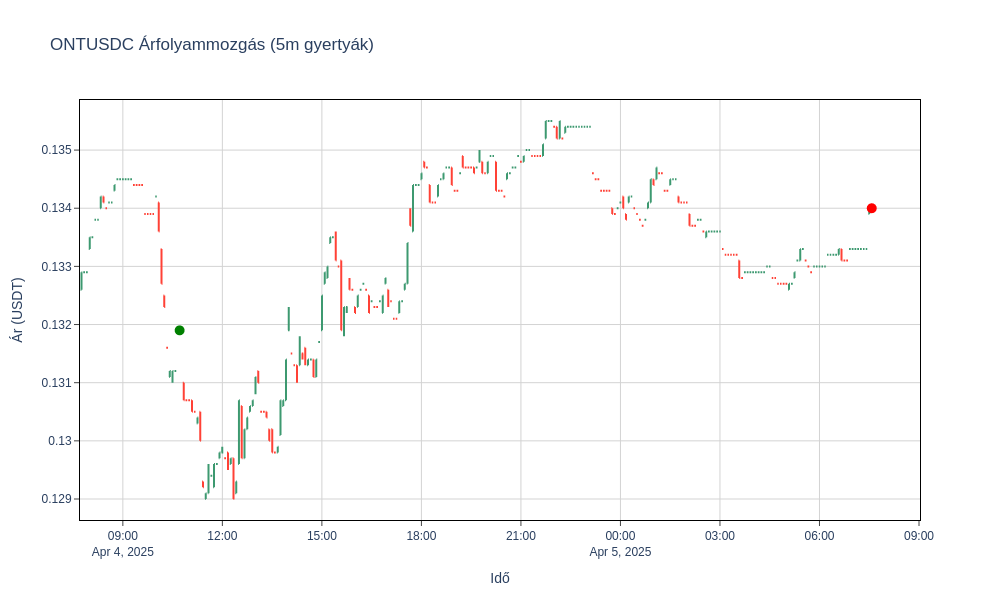 ONTUSDC Árfolyammozgás (5m gyertyák)
Ár (USDT)
0.135
0.134
0.133
0.132
0.131
0.13
0.129
09:00 12:00 15:00 18:00 21:00 00:00 03:00 06:00 09:00
Apr 4, 2025 Apr 5, 2025
Idő